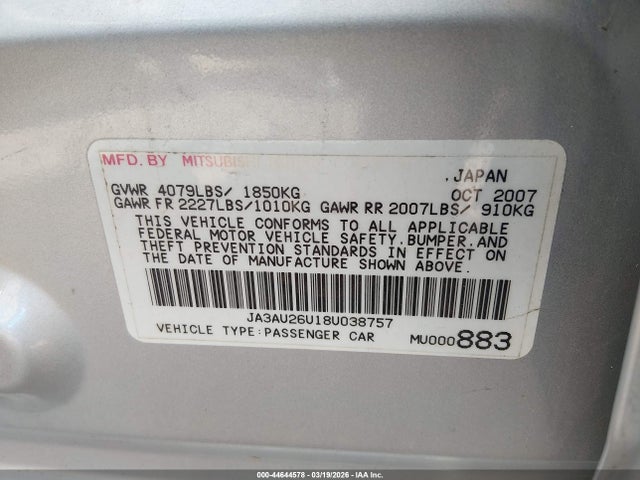 MFD. BY MITSUBISHI
.JAPAN
GVWR 4079LBS/ 1850KG OCT 2007
GAWR FR 2227LBS/1010KG GAWR RR 2007LBS/ 910KG
THIS VEHICLE CONFORMS TO ALL APPLICABLE
FEDERAL MOTOR VEHICLE SAFETY.BUMPER.AND
THEFT PREVENTION STANDARDS IN EFFECT ON
THE DATE OF MANUFACTURE SHOWN ABOVE.
JA3AU26U18U038757
VEHICLE TYPE:PASSENGER CAR MU000883
000-44644578 - 03/19/2026 - IAA Inc.